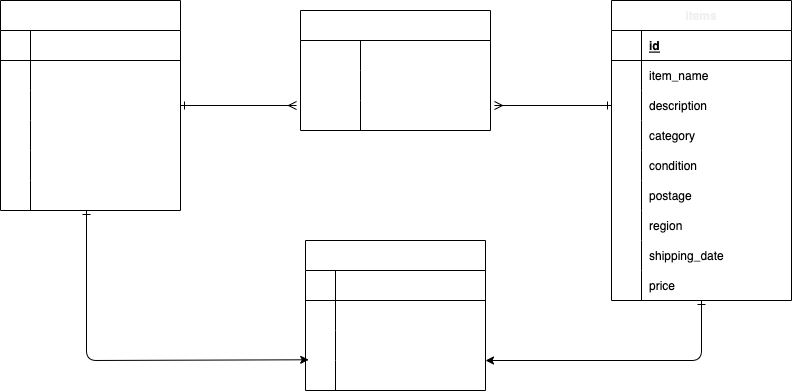 items
id
item_name
description
category
condition
postage
region
shipping_date
price